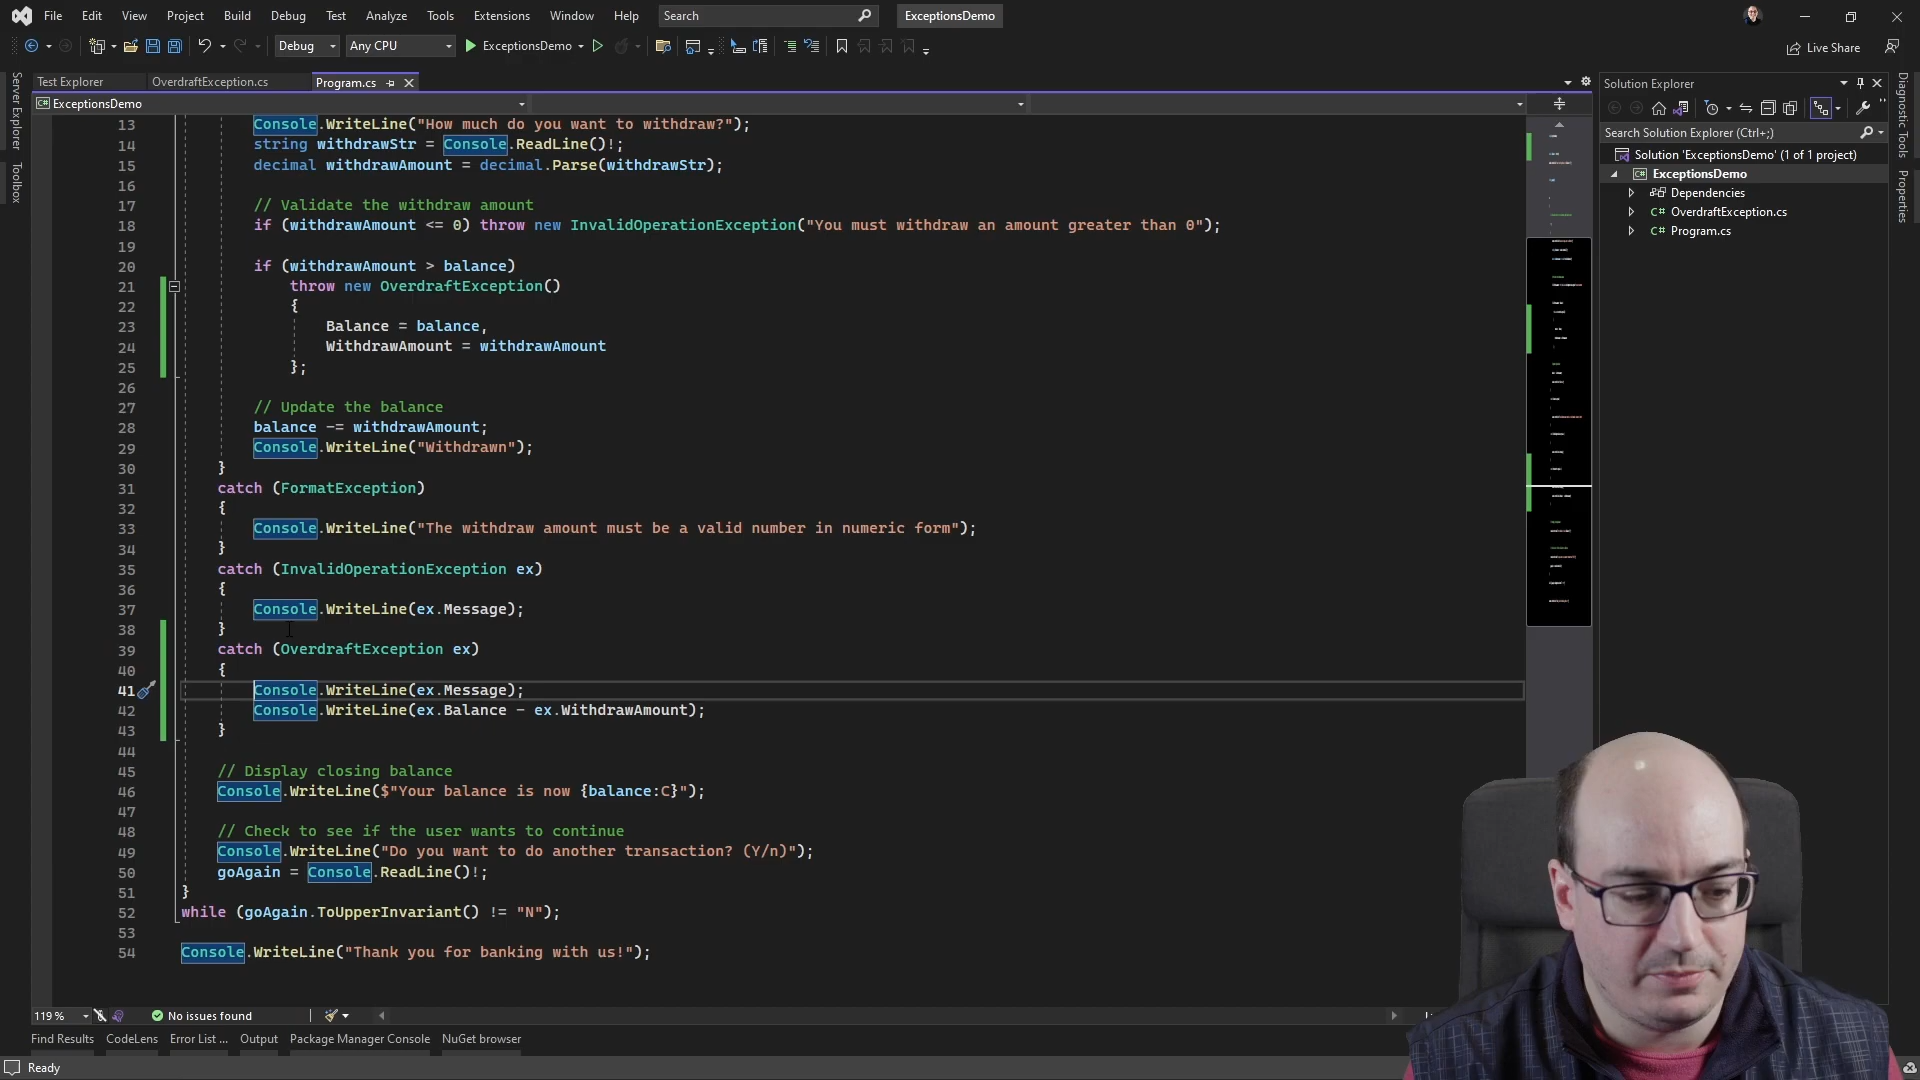 File Edit View Project Build Debug Test Analyze Tools Extensions Window Help Search ExceptionsDemo
Debug Any CPU ExceptionsDemo Live Share
Server Explorer
Toolbox
Test Explorer OverdraftException.cs Program.cs
ExceptionsDemo
13 Console.WriteLine("How much do you want to withdraw?");
14 string withdrawStr = Console.ReadLine()!;
15 decimal withdrawAmount = decimal.Parse(withdrawStr);
16
17 // Validate the withdraw amount
18 if (withdrawAmount <= 0) throw new InvalidOperationException("You must withdraw an amount greater than 0");
19
20 if (withdrawAmount > balance)
21 throw new OverdraftException()
22 {
23 Balance = balance,
24 WithdrawAmount = withdrawAmount
25 };
26
27 // Update the balance
28 balance -= withdrawAmount;
29 Console.WriteLine("Withdrawn");
30 }
31 catch (FormatException)
32 {
33 Console.WriteLine("The withdraw amount must be a valid number in numeric form");
34 }
35 catch (InvalidOperationException ex)
36 {
37 Console.WriteLine(ex.Message);
38 }
39 catch (OverdraftException ex)
40 {
41 Console.WriteLine(ex.Message);
42 Console.WriteLine(ex.Balance - ex.WithdrawAmount);
43 }
44
45 // Display closing balance
46 Console.WriteLine($"Your balance is now {balance:C}");
47
48 // Check to see if the user wants to continue
49 Console.WriteLine("Do you want to do another transaction? (Y/n)");
50 goAgain = Console.ReadLine()!;
51 }
52 while (goAgain.ToUpperInvariant() != "N");
53
54 Console.WriteLine("Thank you for banking with us!");
119 % No issues found
Find Results CodeLens Error List ... Output Package Manager Console NuGet browser
Ready
Solution Explorer
Search Solution Explorer (Ctrl+;)
Solution 'ExceptionsDemo' (1 of 1 project)
ExceptionsDemo
Dependencies
C# OverdraftException.cs
C# Program.cs
Diagnostic Tools
Properties